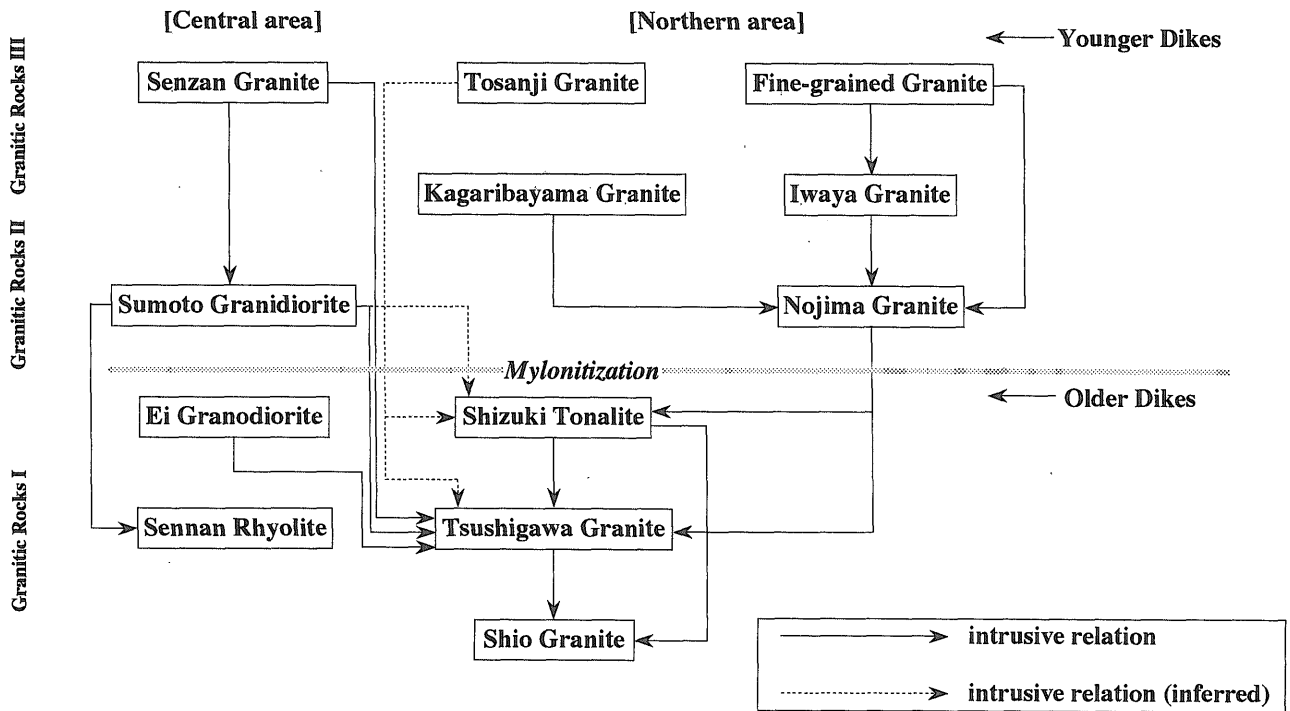 [Central area]
[Northern area]
Younger Dikes
Granitic Rocks III
Senzan Granite
Tosanji Granite
Fine-grained Granite
Kagaribayama Granite
Iwaya Granite
Granitic Rocks II
Sumoto Granidiorite
Nojima Granite
Mylonitization
Older Dikes
Ei Granodiorite
Shizuki Tonalite
Granitic Rocks I
Sennan Rhyolite
Tsushigawa Granite
Shio Granite
intrusive relation
intrusive relation (inferred)